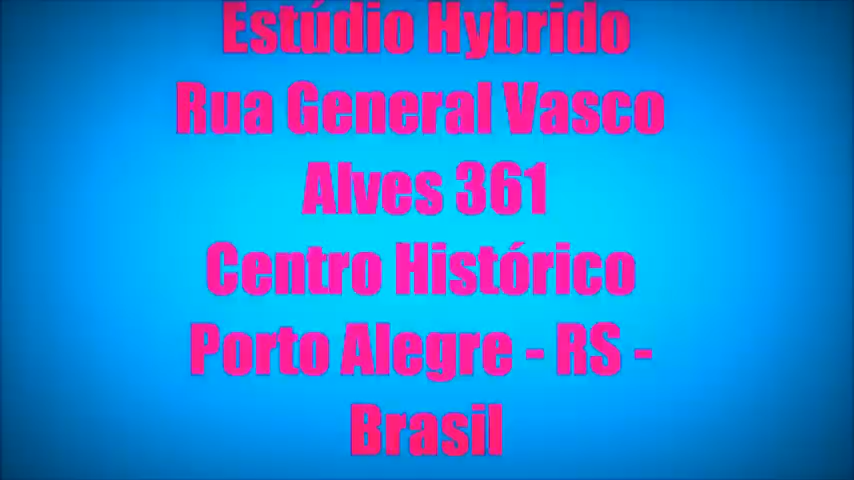 Estúdio Hybrido
Rua General Vasco
Alves 361
Centro Histórico
Porto Alegre - RS -
Brasil